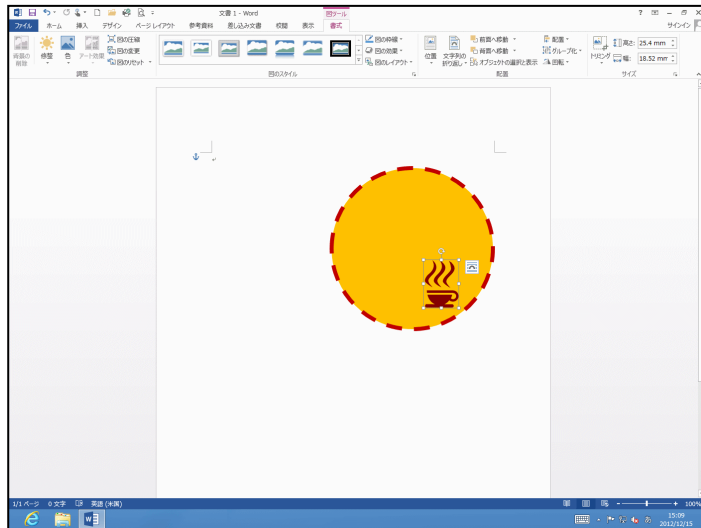 文書 1 - Word
図ツール
ファイル ホーム 挿入 デザイン ページ レイアウト 参考資料 差し込み文書 校閲 表示 書式
サインイン
背景の削除
修整
色
アート効果
図の圧縮
図の変更
図のリセット
調整
図の枠線
図の効果
図のレイアウト
図のスタイル
位置
文字列の折り返し
前面へ移動
背面へ移動
オブジェクトの選択と表示
配置
グループ化
回転
配置
トリミング
高さ: 25.4 mm
幅: 18.52 mm
サイズ
1/1 ページ 0 文字 英語 (米国)
100%
15:09
2012/12/15